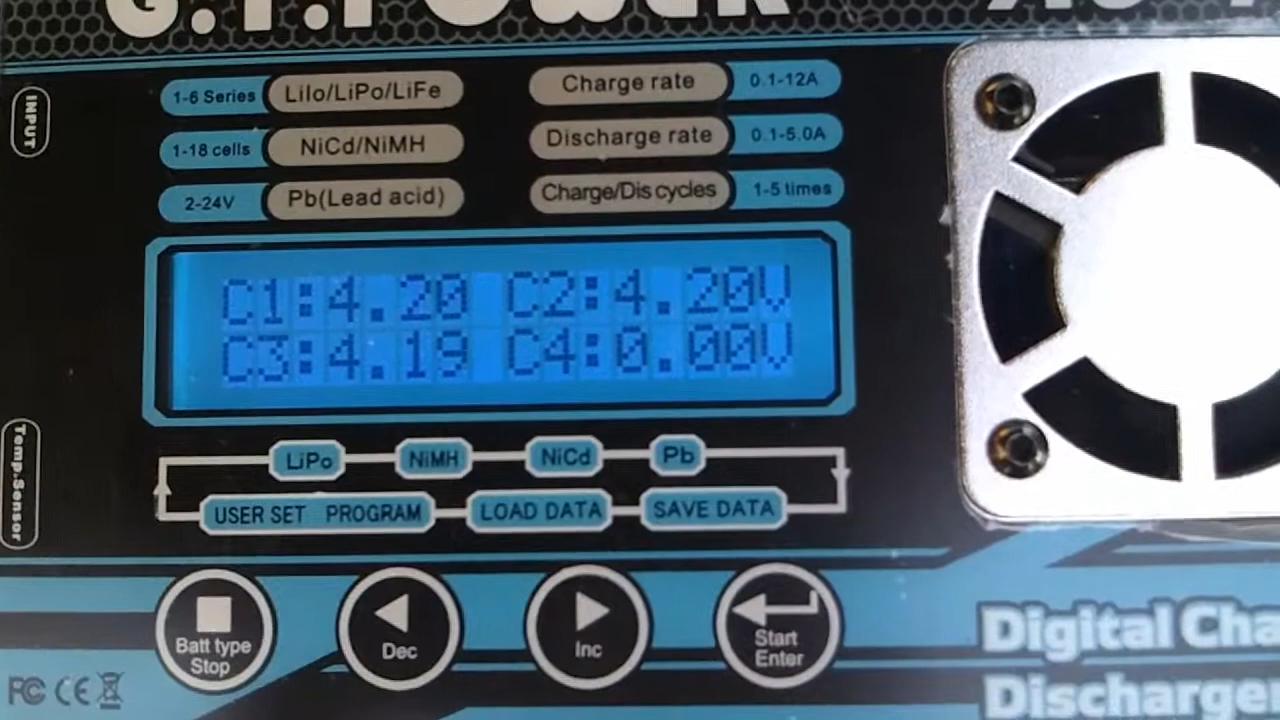 G.T.Power
INPUT
1-6 Series LiIo/LiPo/LiFe Charge rate 0.1-12A
1-18 cells NiCd/NiMH Discharge rate 0.1-5.0A
2-24V Pb(Lead acid) Charge/Dis cycles 1-5 times
C1:4.20 C2:4.20V
C3:4.19 C4:0.00V
Temp.Sensor
LiPo NiMH NiCd Pb
USER SET PROGRAM LOAD DATA SAVE DATA
Batt type
Stop
Dec
Inc
Start
Enter
FC CE
Digital Cha
Discharger